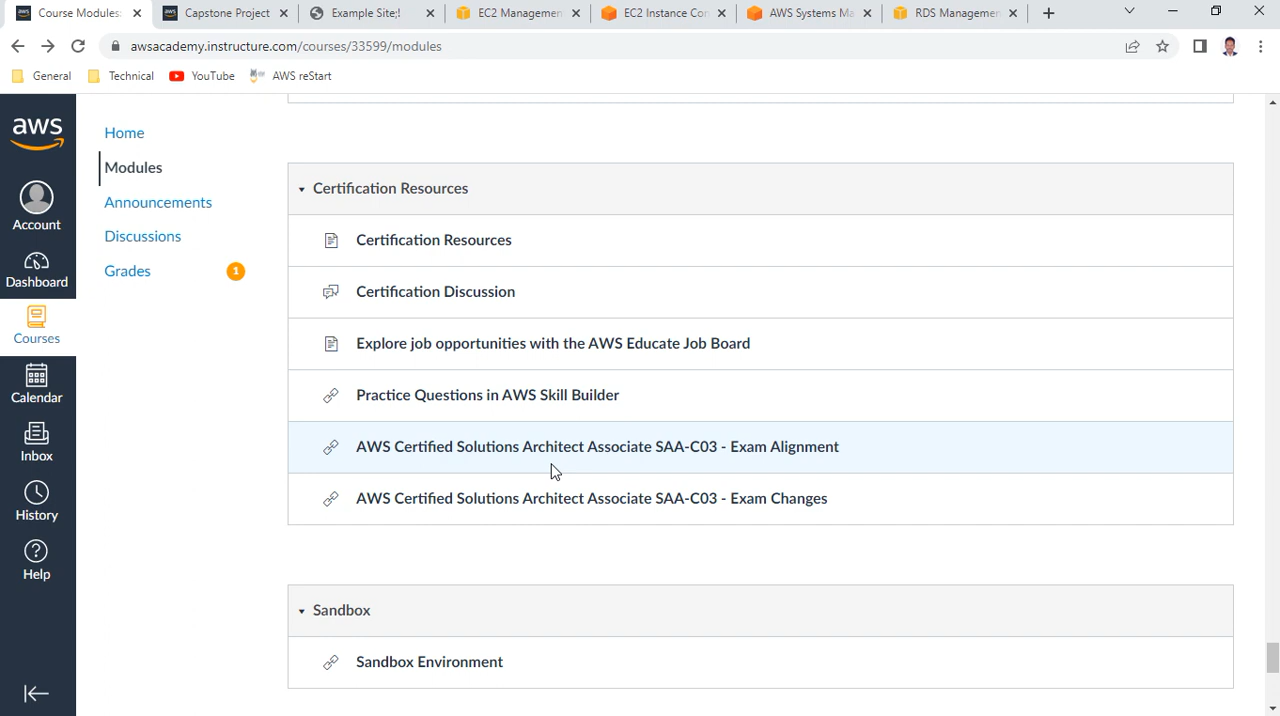 Course Modules:
Capstone Project
Example Site;!
EC2 Managemen
EC2 Instance Con
AWS Systems Ma
RDS Managemen
awsacademy.instructure.com/courses/33599/modules
General
Technical
YouTube
AWS reStart
aws
Account
Dashboard
Courses
Calendar
Inbox
History
Help
Home
Modules
Announcements
Discussions
Grades 1
Certification Resources
Certification Resources
Certification Discussion
Explore job opportunities with the AWS Educate Job Board
Practice Questions in AWS Skill Builder
AWS Certified Solutions Architect Associate SAA-C03 - Exam Alignment
AWS Certified Solutions Architect Associate SAA-C03 - Exam Changes
Sandbox
Sandbox Environment